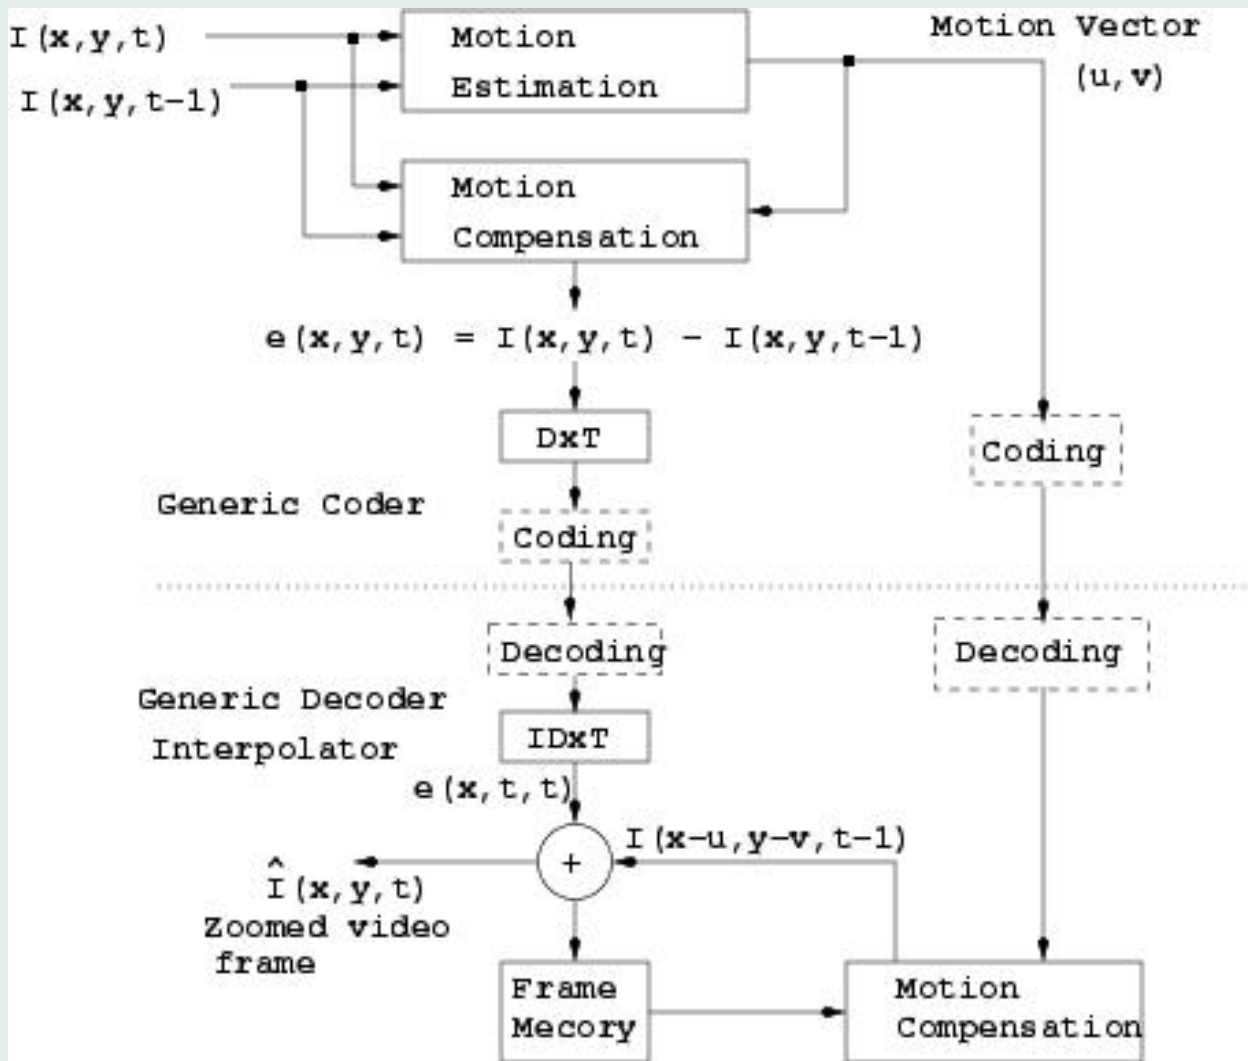 I(x,y,t)
I(x,y,t-1)
Motion
Estimation
Motion Vector
(u,v)
Motion
Compensation
e(x,y,t) = I(x,y,t) - I(x,y,t-1)
DxT
Coding
Coding
Generic Coder
Decoding
Decoding
Generic Decoder
Interpolator
IDxT
e(x,t,t)
+
I(x-u,y-v,t-1)
Î(x,y,t)
Zoomed video
frame
Frame
Mecory
Motion
Compensation